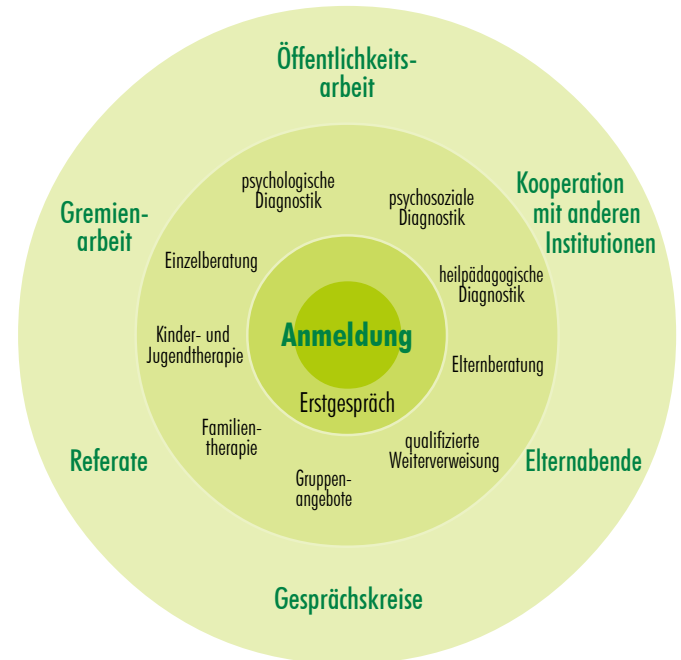 Öffentlichkeits-
arbeit
psychologische
Diagnostik
psychosoziale
Diagnostik
Kooperation
mit anderen
Institutionen
Gremien-
arbeit
Einzelberatung
heilpädagogische
Diagnostik
Kinder- und
Jugendtherapie
Anmeldung
Elternberatung
Erstgespräch
Familien-
therapie
qualifizierte
Weiterverweisung
Referate
Elternabende
Gruppen-
angebote
Gesprächskreise